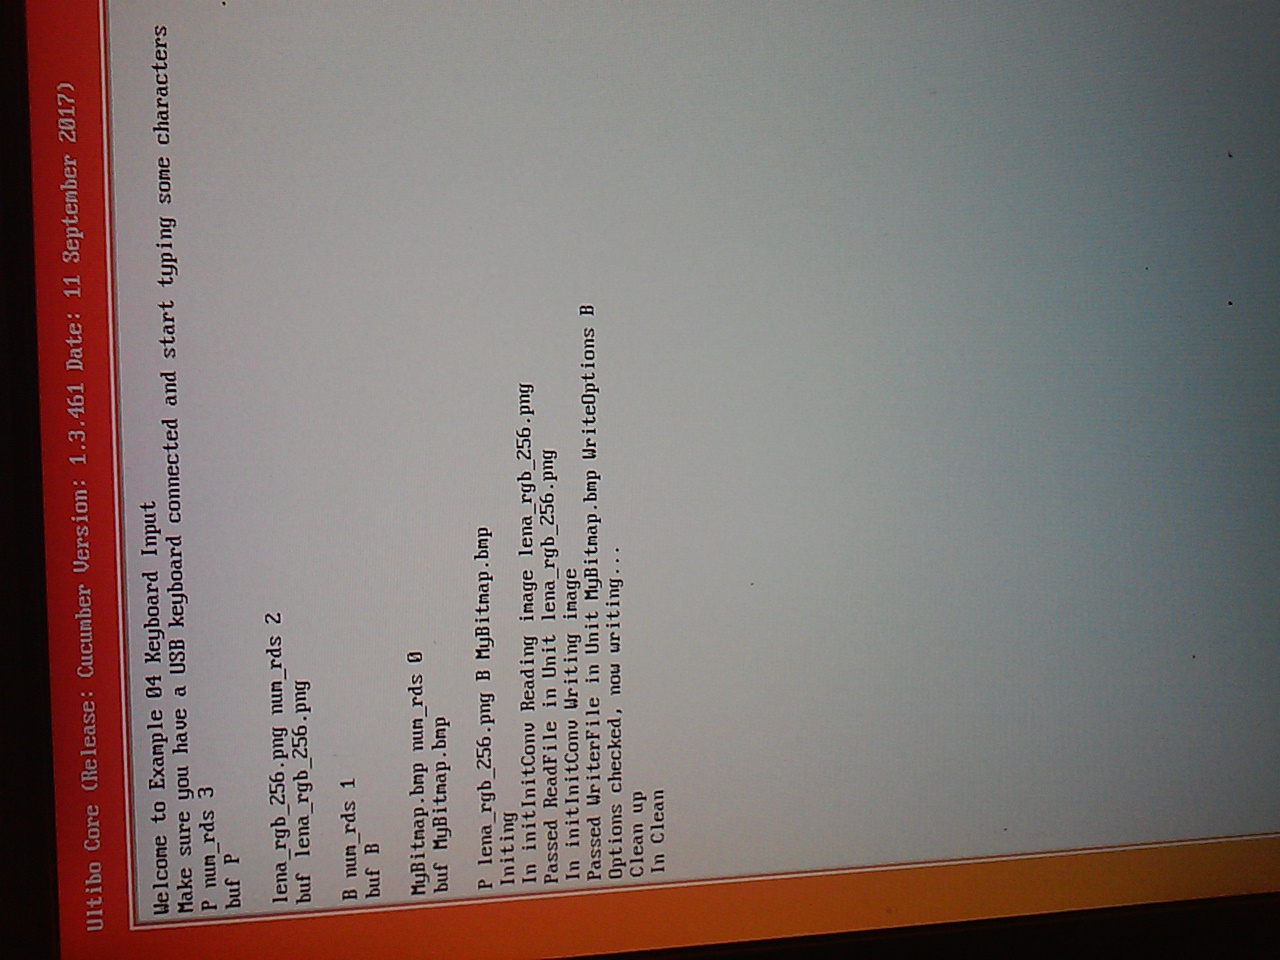 Ultibo Core (Release: Cucumber Version: 1.3.461 Date: 11 September 2017)
Welcome to Example 04 Keyboard Input
Make sure you have a USB keyboard connected and start typing some characters
P num_rds 3
buf P
lena_rgb_256.png num_rds 2
buf lena_rgb_256.png
B num_rds 1
buf B
MyBitmap.bmp num_rds 0
buf MyBitmap.bmp
P lena_rgb_256.png B MyBitmap.bmp
Initing
In initInitConv Reading image lena_rgb_256.png
Passed ReadFile in Unit lena_rgb_256.png
In initInitConv Writing image
Passed WriterFile in Unit MyBitmap.bmp WriteOptions B
Options checked, now writing...
Clean up
In Clean